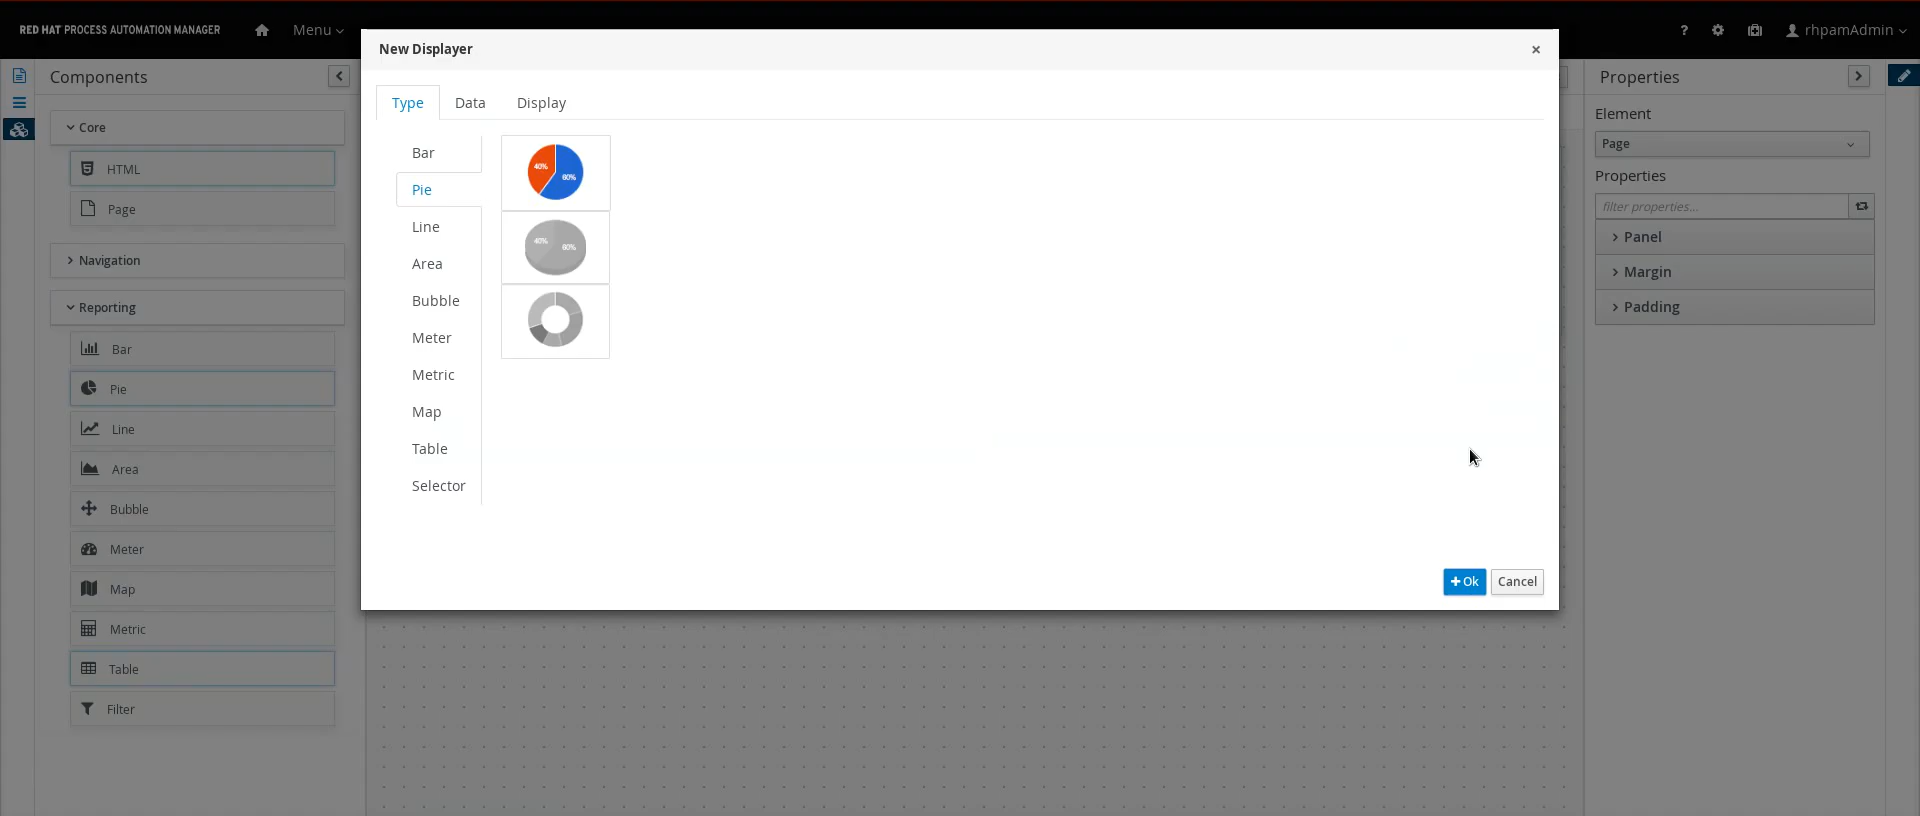 RED HAT PROCESS AUTOMATION MANAGER
Menu
?
rhpamAdmin
Components
Core
HTML
Page
Navigation
Reporting
Bar
Pie
Line
Area
Bubble
Meter
Map
Metric
Table
Filter
New Displayer
×
Type
Data
Display
Bar
Pie
Line
Area
Bubble
Meter
Metric
Map
Table
Selector
40%
60%
40%
60%
+ Ok
Cancel
Properties
Element
Page
Properties
filter properties...
Panel
Margin
Padding